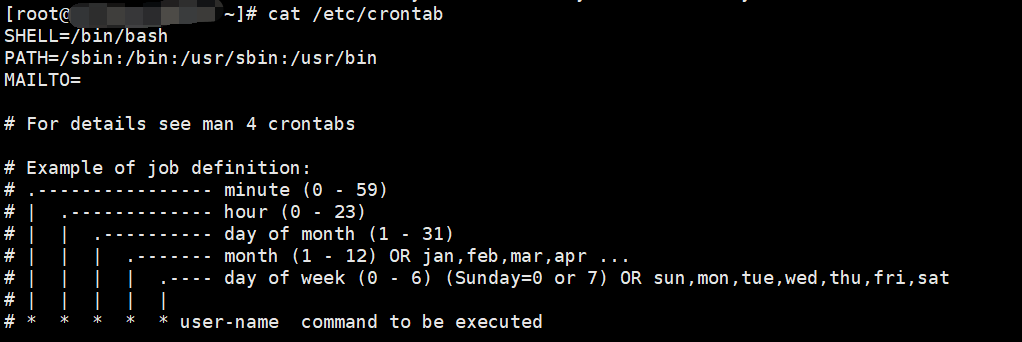 [root@ ~]# cat /etc/crontab
SHELL=/bin/bash
PATH=/sbin:/bin:/usr/sbin:/usr/bin
MAILTO=

# For details see man 4 crontabs

# Example of job definition:
# .---------------- minute (0 - 59)
# |  .------------- hour (0 - 23)
# |  |  .---------- day of month (1 - 31)
# |  |  |  .------- month (1 - 12) OR jan,feb,mar,apr ...
# |  |  |  |  .---- day of week (0 - 6) (Sunday=0 or 7) OR sun,mon,tue,wed,thu,fri,sat
# |  |  |  |  |
# *  *  *  *  * user-name  command to be executed